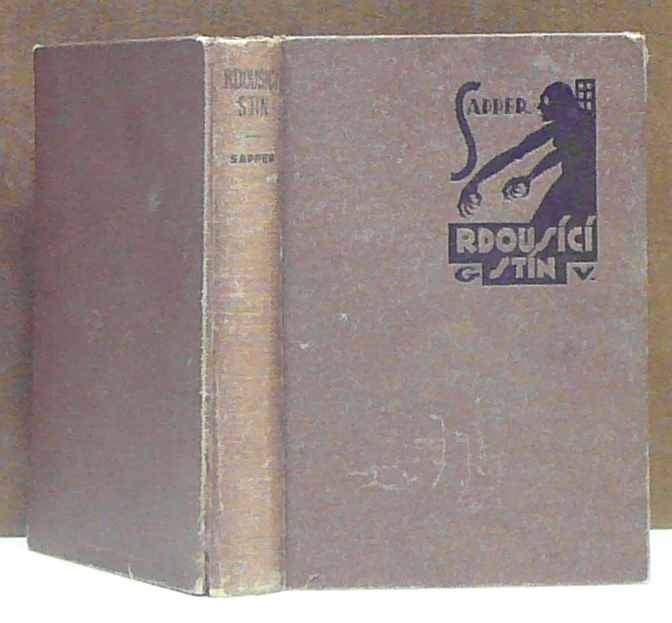 RDOUSÍCÍ
STÍN
SAPPER
SAPPER
RDOUSÍCÍ
STÍN
G V.